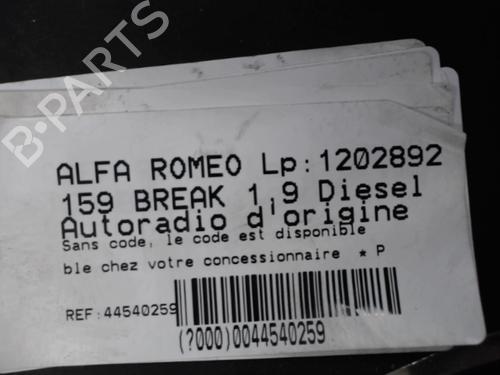 B-PARTS
ALFA ROMEO Lp:1202892
159 BREAK 1,9 Diesel
Autoradio d'origine
Sans code, le code est disponible
ble chez votre concessionnaire * P
REF:44540259
(?000)0044540259